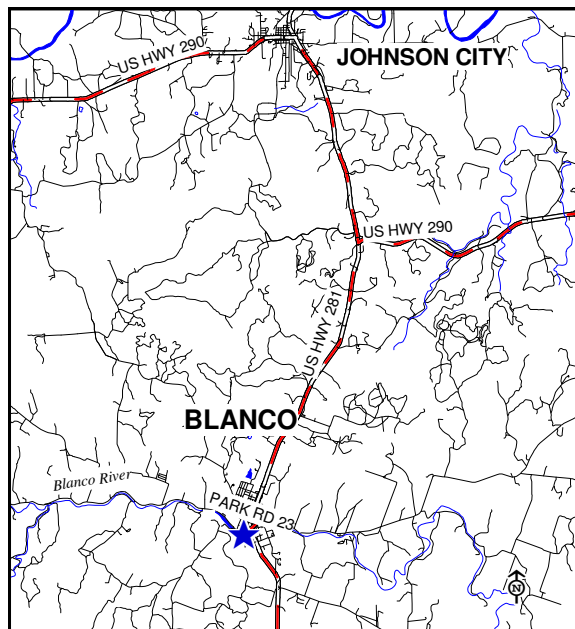 US HWY 290
JOHNSON CITY
US HWY 290
US HWY 281
BLANCO
Blanco River
PARK RD 23
N